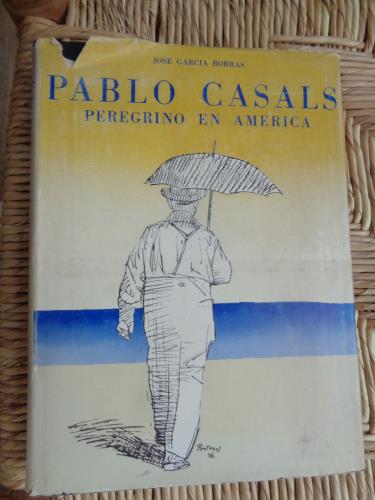 JOSE GARCIA BORRAS
PABLO CASALS
PEREGRINO EN AMERICA